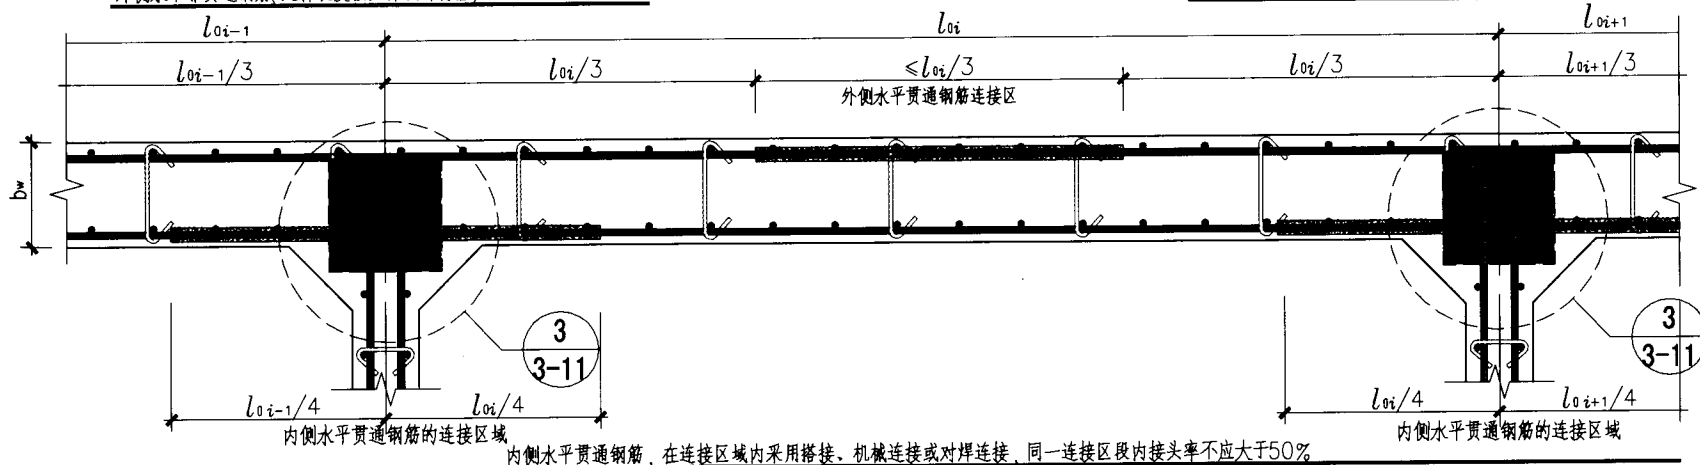 l0i-1 l0i l0i+1
l0i-1/3 l0i/3 ≤l0i/3 l0i/3 l0i+1/3
外侧水平贯通钢筋连接区
bw
3 3
3-11 3-11
l0i-1/4 l0i/4 l0i/4 l0i+1/4
内侧水平贯通钢筋的连接区域 内侧水平贯通钢筋的连接区域
内侧水平贯通钢筋, 在连接区域内采用搭接、机械连接或对焊连接, 同一连接区段内接头率不应大于50%